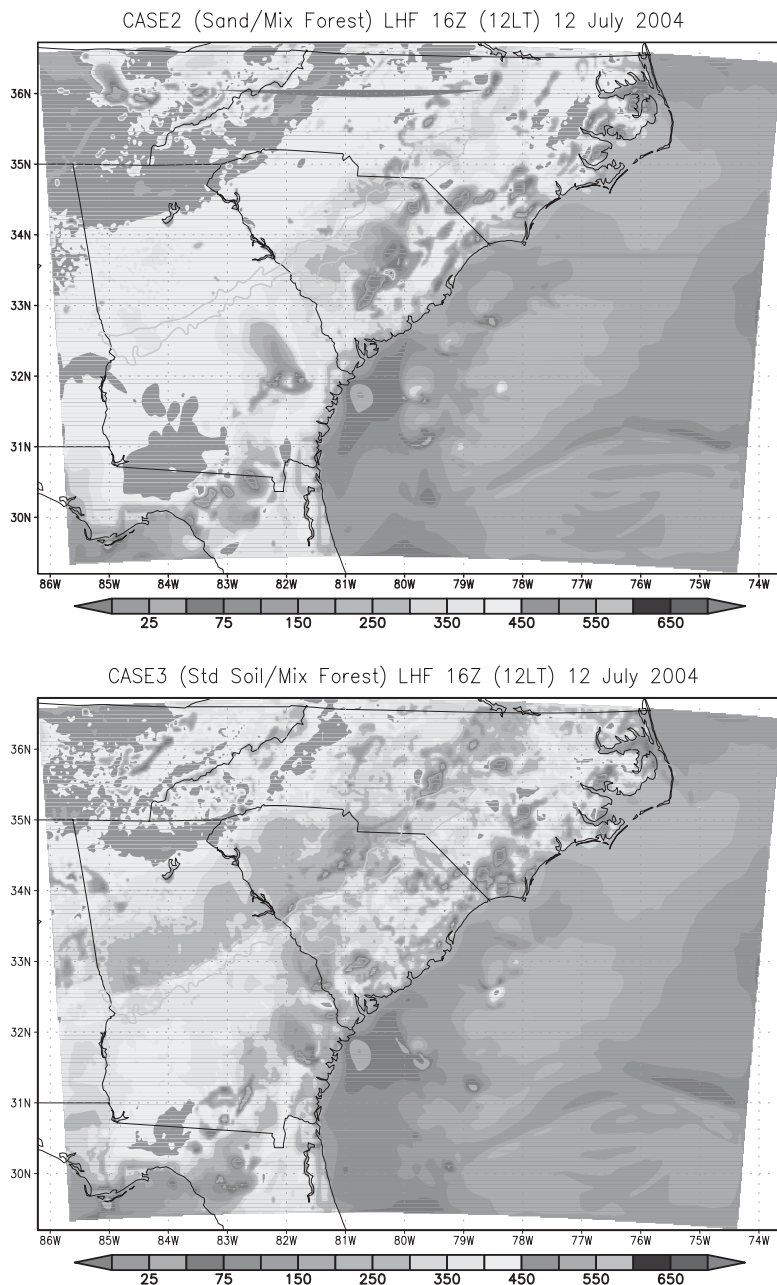 CASE2 (Sand/Mix Forest) LHF 16Z (12LT) 12 July 2004
36N
35N
34N
33N
32N
31N
30N
86W 85W 84W 83W 82W 81W 80W 79W 78W 77W 76W 75W 74W
25 75 150 250 350 450 550 650
CASE3 (Std Soil/Mix Forest) LHF 16Z (12LT) 12 July 2004
36N
35N
34N
33N
32N
31N
30N
86W 85W 84W 83W 82W 81W 80W 79W 78W 77W 76W 75W 74W
25 75 150 250 350 450 550 650